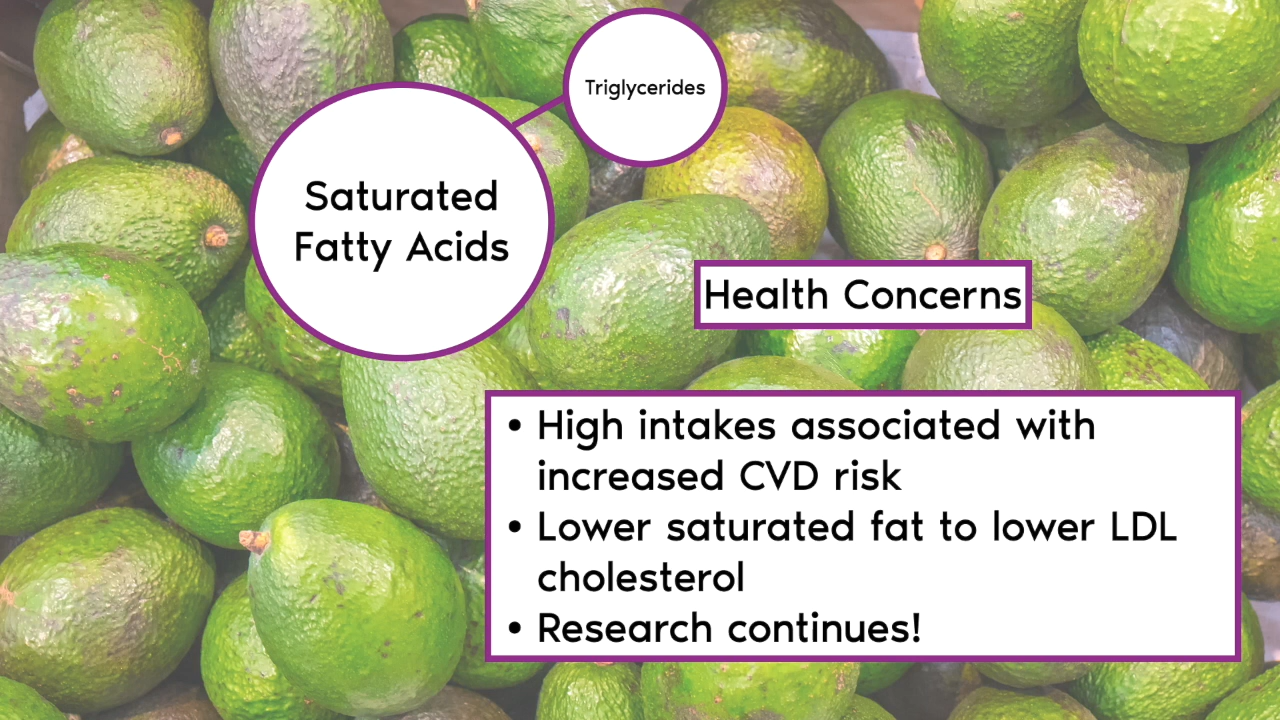 Triglycerides
Saturated
Fatty Acids
Health Concerns
• High intakes associated with
increased CVD risk
• Lower saturated fat to lower LDL
cholesterol
• Research continues!